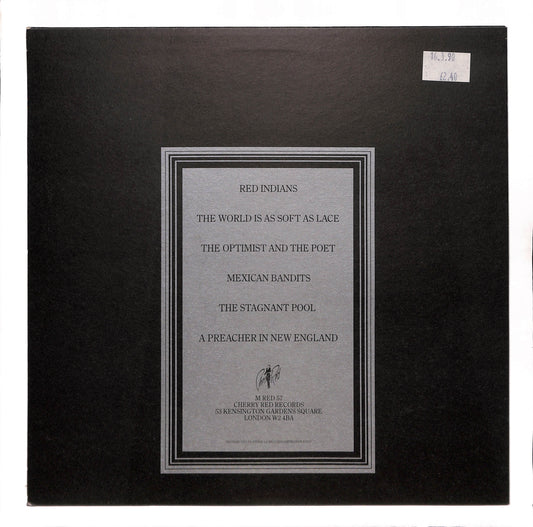 16.3.90
£2.40
RED INDIANS
THE WORLD IS AS SOFT AS LACE
THE OPTIMIST AND THE POET
MEXICAN BANDITS
THE STAGNANT POOL
A PREACHER IN NEW ENGLAND
M RED 57
CHERRY RED RECORDS
53 KENSINGTON GARDENS SQUARE
LONDON W2 4BA